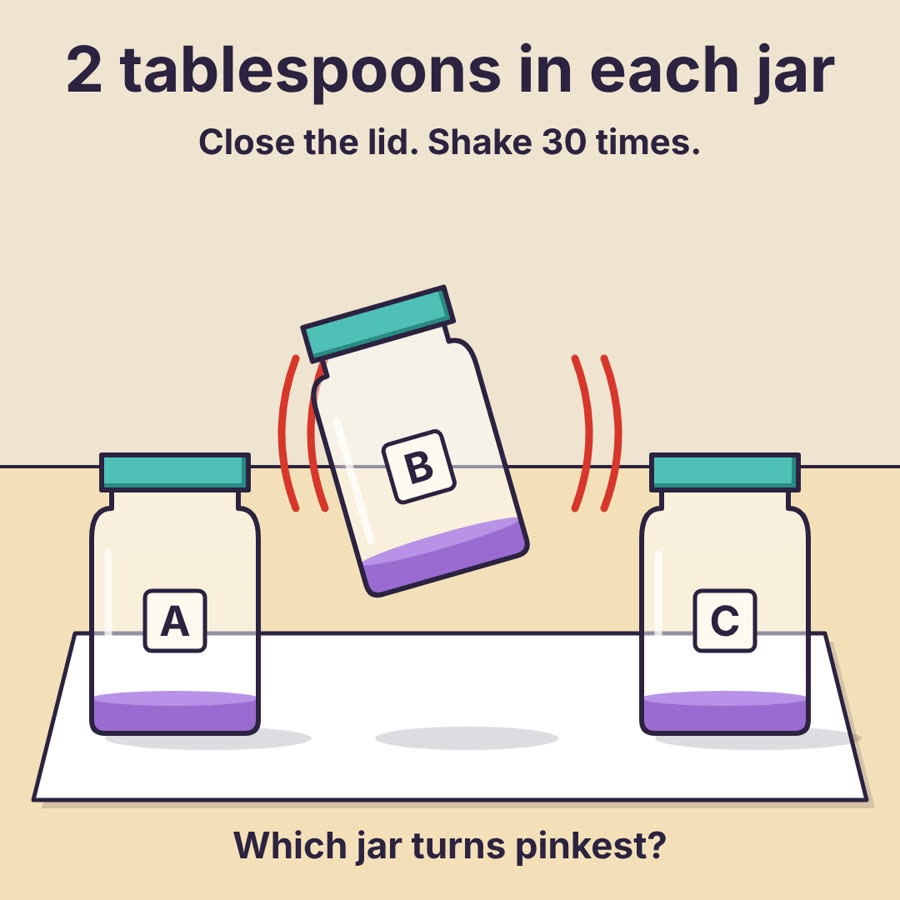 2 tablespoons in each jar
Close the lid. Shake 30 times.
B
A
C
Which jar turns pinkest?